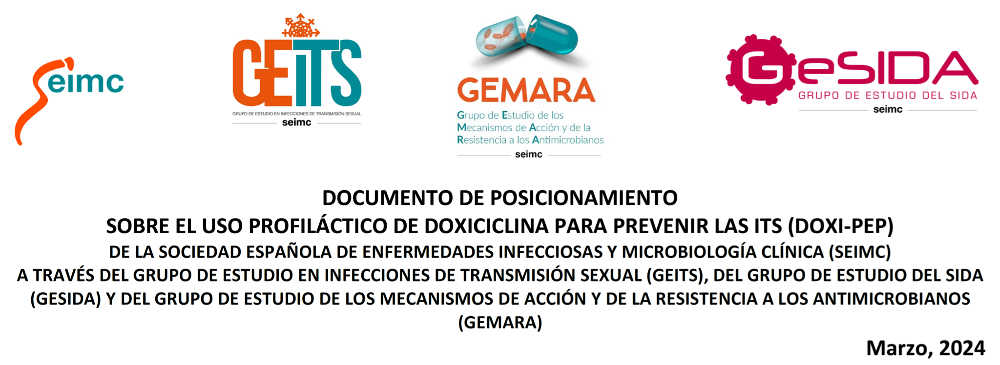 seimc
GEITS
GRUPO DE ESTUDIO EN INFECCIONES DE TRANSMISIÓN SEXUAL
seimc
GEMARA
Grupo de Estudio de los
Mecanismos de Acción y de la
Resistencia a los Antimicrobianos
seimc
GeSIDA
GRUPO DE ESTUDIO DEL SIDA
seimc
DOCUMENTO DE POSICIONAMIENTO
SOBRE EL USO PROFILÁCTICO DE DOXICICLINA PARA PREVENIR LAS ITS (DOXI-PEP)
DE LA SOCIEDAD ESPAÑOLA DE ENFERMEDADES INFECCIOSAS Y MICROBIOLOGÍA CLÍNICA (SEIMC)
A TRAVÉS DEL GRUPO DE ESTUDIO EN INFECCIONES DE TRANSMISIÓN SEXUAL (GEITS), DEL GRUPO DE ESTUDIO DEL SIDA
(GESIDA) Y DEL GRUPO DE ESTUDIO DE LOS MECANISMOS DE ACCIÓN Y DE LA RESISTENCIA A LOS ANTIMICROBIANOS
(GEMARA)
Marzo, 2024